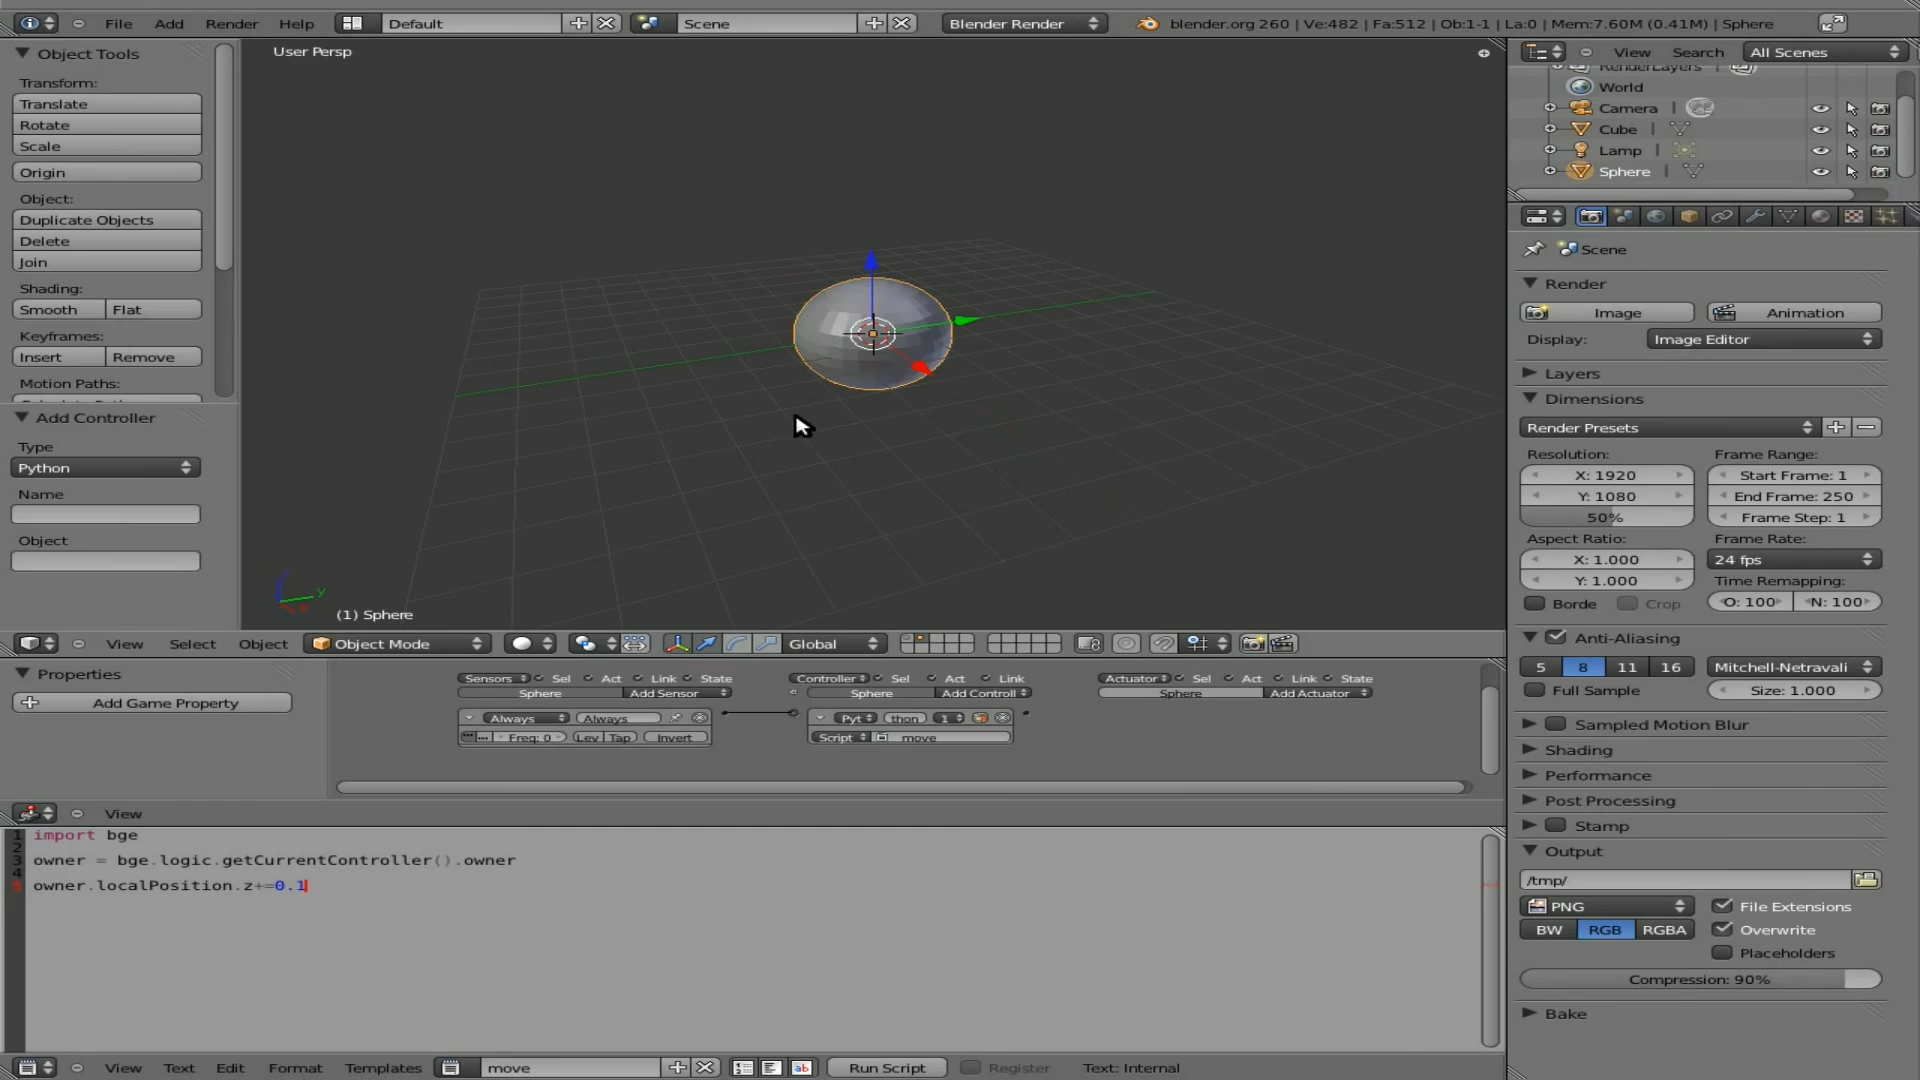 File Add Render Help Default Scene Blender Render blender.org 260 | Ve:482 | Fa:512 | Ob:1-1 | La:0 | Mem:7.60M (0.41M) | Sphere
Object Tools
Transform:
Translate
Rotate
Scale
Origin
Object:
Duplicate Objects
Delete
Join
Shading:
Smooth Flat
Keyframes:
Insert Remove
Motion Paths:
Add Controller
Type
Python
Name
Object
User Persp
(1) Sphere
View Select Object Object Mode Global
View Search All Scenes
RenderLayers |
World
Camera |
Cube |
Lamp |
Sphere |
Scene
Render
Image Animation
Display: Image Editor
Layers
Dimensions
Render Presets
Resolution: Frame Range:
X: 1920 Start Frame: 1
Y: 1080 End Frame: 250
50% Frame Step: 1
Aspect Ratio: Frame Rate:
X: 1.000 24 fps
Y: 1.000 Time Remapping:
Borde Crop O: 100 N: 100
Anti-Aliasing
5 8 11 16 Mitchell-Netravali
Full Sample Size: 1.000
Sampled Motion Blur
Shading
Performance
Post Processing
Stamp
Output
/tmp/
PNG File Extensions
BW RGB RGBA Overwrite
Placeholders
Compression: 90%
Bake
Properties
Add Game Property
Sensors Sel Act Link State Controller Sel Act Link Actuator Sel Act Link State
Sphere Add Sensor Sphere Add Controll Sphere Add Actuator
Always Always Pyt thon 1
Freq: 0 Lev Tap Invert Script move
View
1 import bge
2
3 owner = bge.logic.getCurrentController().owner
4
5 owner.localPosition.z+=0.1
View Text Edit Format Templates move Run Script Register Text: Internal